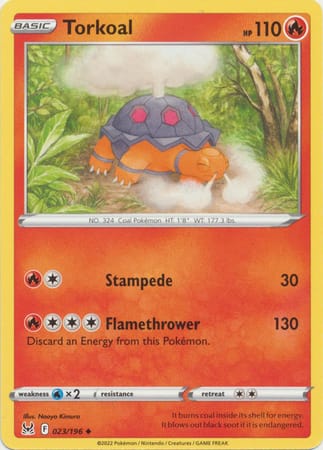 BASIC
Torkoal
HP 110
NO. 324 Coal Pokémon HT: 1'8" WT: 177.3 lbs.
Stampede 30
Flamethrower 130
Discard an Energy from this Pokémon.
weakness ×2 resistance retreat
Illus. Naoyo Kimura
F 023/196
It burns coal inside its shell for energy.
It blows out black soot if it is endangered.
©2022 Pokémon / Nintendo / Creatures / GAME FREAK